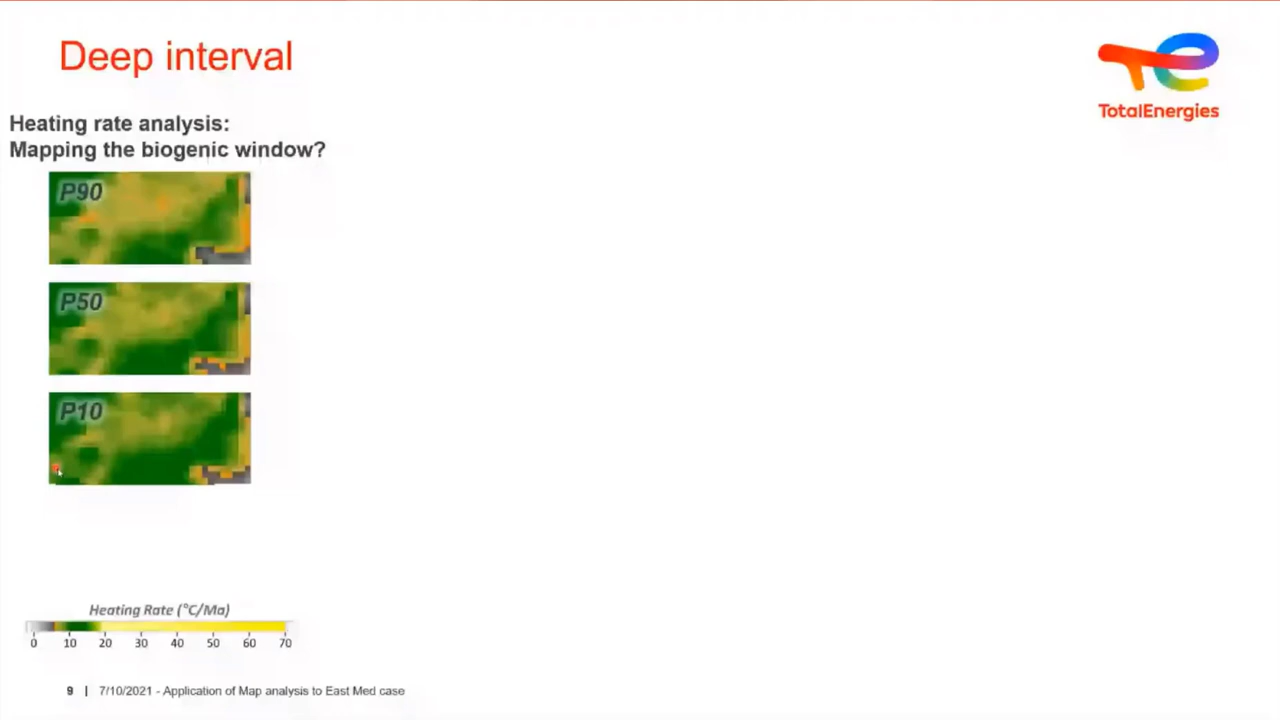 Deep interval
TotalEnergies
Heating rate analysis:
Mapping the biogenic window?
P90
P50
P10
Heating Rate (°C/Ma)
0 10 20 30 40 50 60 70
9 | 7/10/2021 - Application of Map analysis to East Med case